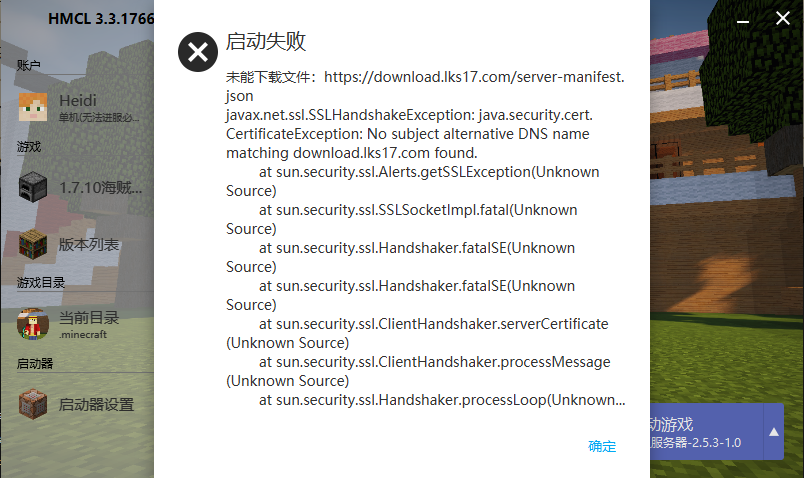 HMCL 3.3.1766
账户
Heidi
单机(无法进服必...
游戏
1.7.10海贼...
版本列表
游戏目录
当前目录
.minecraft
启动器
启动器设置
启动失败
未能下载文件：https://download.lks17.com/server-manifest.
json
javax.net.ssl.SSLHandshakeException: java.security.cert.
CertificateException: No subject alternative DNS name
matching download.lks17.com found.
at sun.security.ssl.Alerts.getSSLException(Unknown
Source)
at sun.security.ssl.SSLSocketImpl.fatal(Unknown
Source)
at sun.security.ssl.Handshaker.fatalSE(Unknown
Source)
at sun.security.ssl.Handshaker.fatalSE(Unknown
Source)
at sun.security.ssl.ClientHandshaker.serverCertificate
(Unknown Source)
at sun.security.ssl.ClientHandshaker.processMessage
(Unknown Source)
at sun.security.ssl.Handshaker.processLoop(Unknown...
确定
动游戏
服务器-2.5.3-1.0